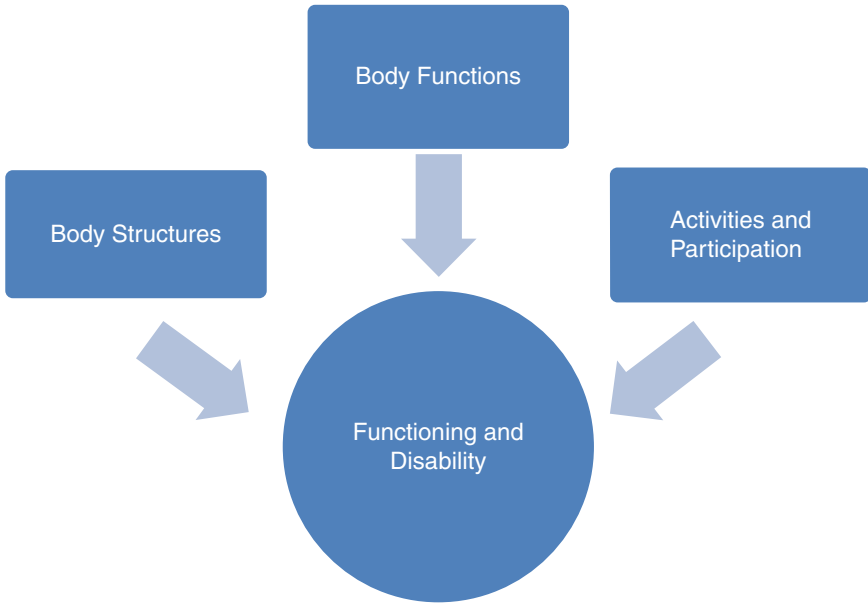 Body Functions
Body Structures
Activities and
Participation
Functioning and
Disability